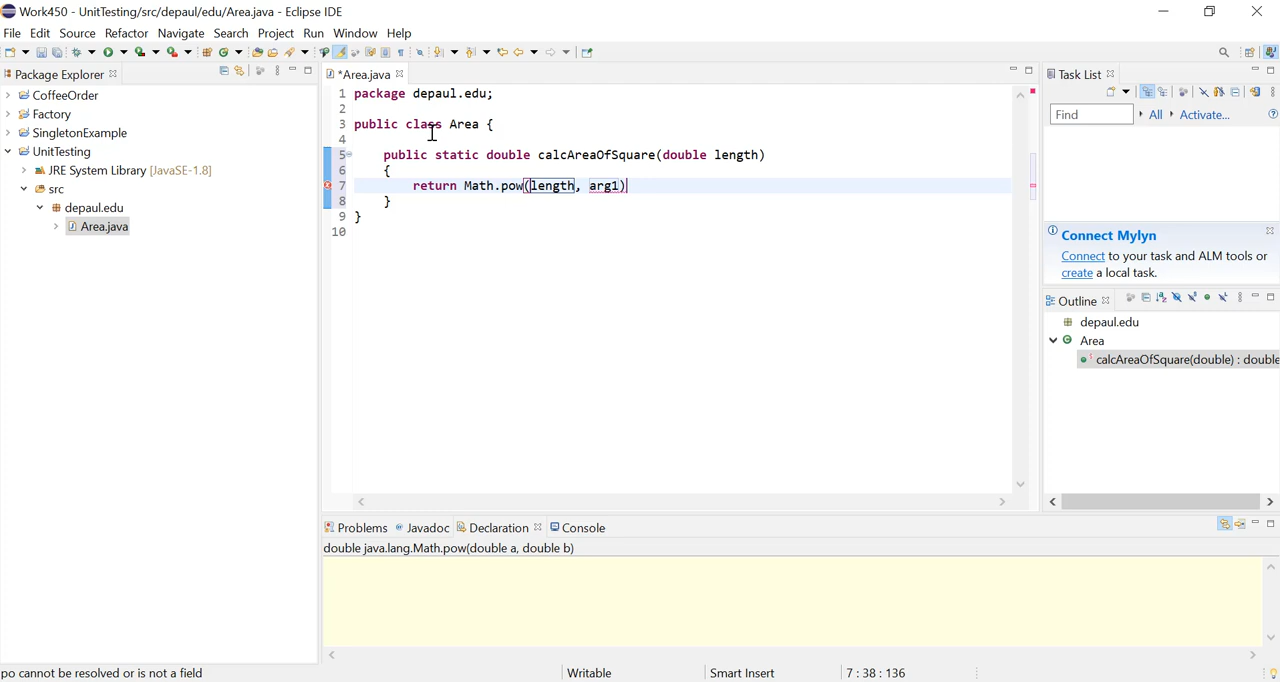 Work450 - UnitTesting/src/depaul/edu/Area.java - Eclipse IDE
File Edit Source Refactor Navigate Search Project Run Window Help
Package Explorer
CoffeeOrder
Factory
SingletonExample
UnitTesting
JRE System Library [JavaSE-1.8]
src
depaul.edu
Area.java
*Area.java
1 package depaul.edu;
2
3 public class Area {
4
5 public static double calcAreaOfSquare(double length)
6 {
7 return Math.pow(length, arg1)
8 }
9 }
10
Task List
Find All Activate...
Connect Mylyn
Connect to your task and ALM tools or
create a local task.
Outline
depaul.edu
Area
calcAreaOfSquare(double) : double
Problems Javadoc Declaration Console
double java.lang.Math.pow(double a, double b)
po cannot be resolved or is not a field Writable Smart Insert 7 : 38 : 136